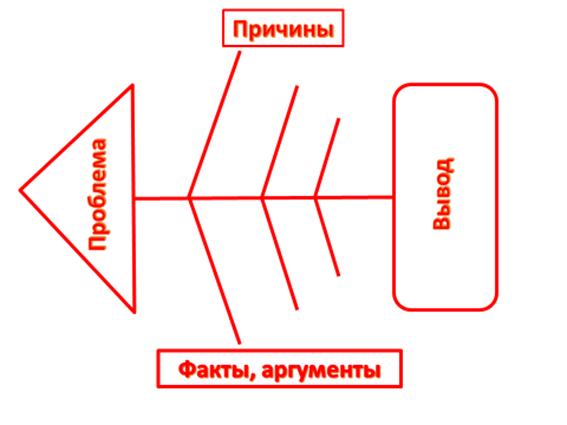 Причины
Проблема
Вывод
Факты, аргументы